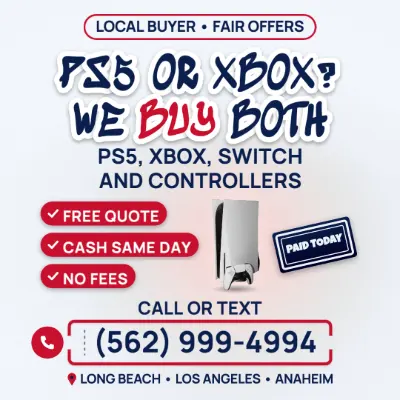 LOCAL BUYER • FAIR OFFERS
PS5 OR XBOX?
WE BUY BOTH
PS5, XBOX, SWITCH
AND CONTROLLERS
FREE QUOTE
CASH SAME DAY
NO FEES
PAID TODAY
CALL OR TEXT
(562) 999-4994
LONG BEACH • LOS ANGELES • ANAHEIM